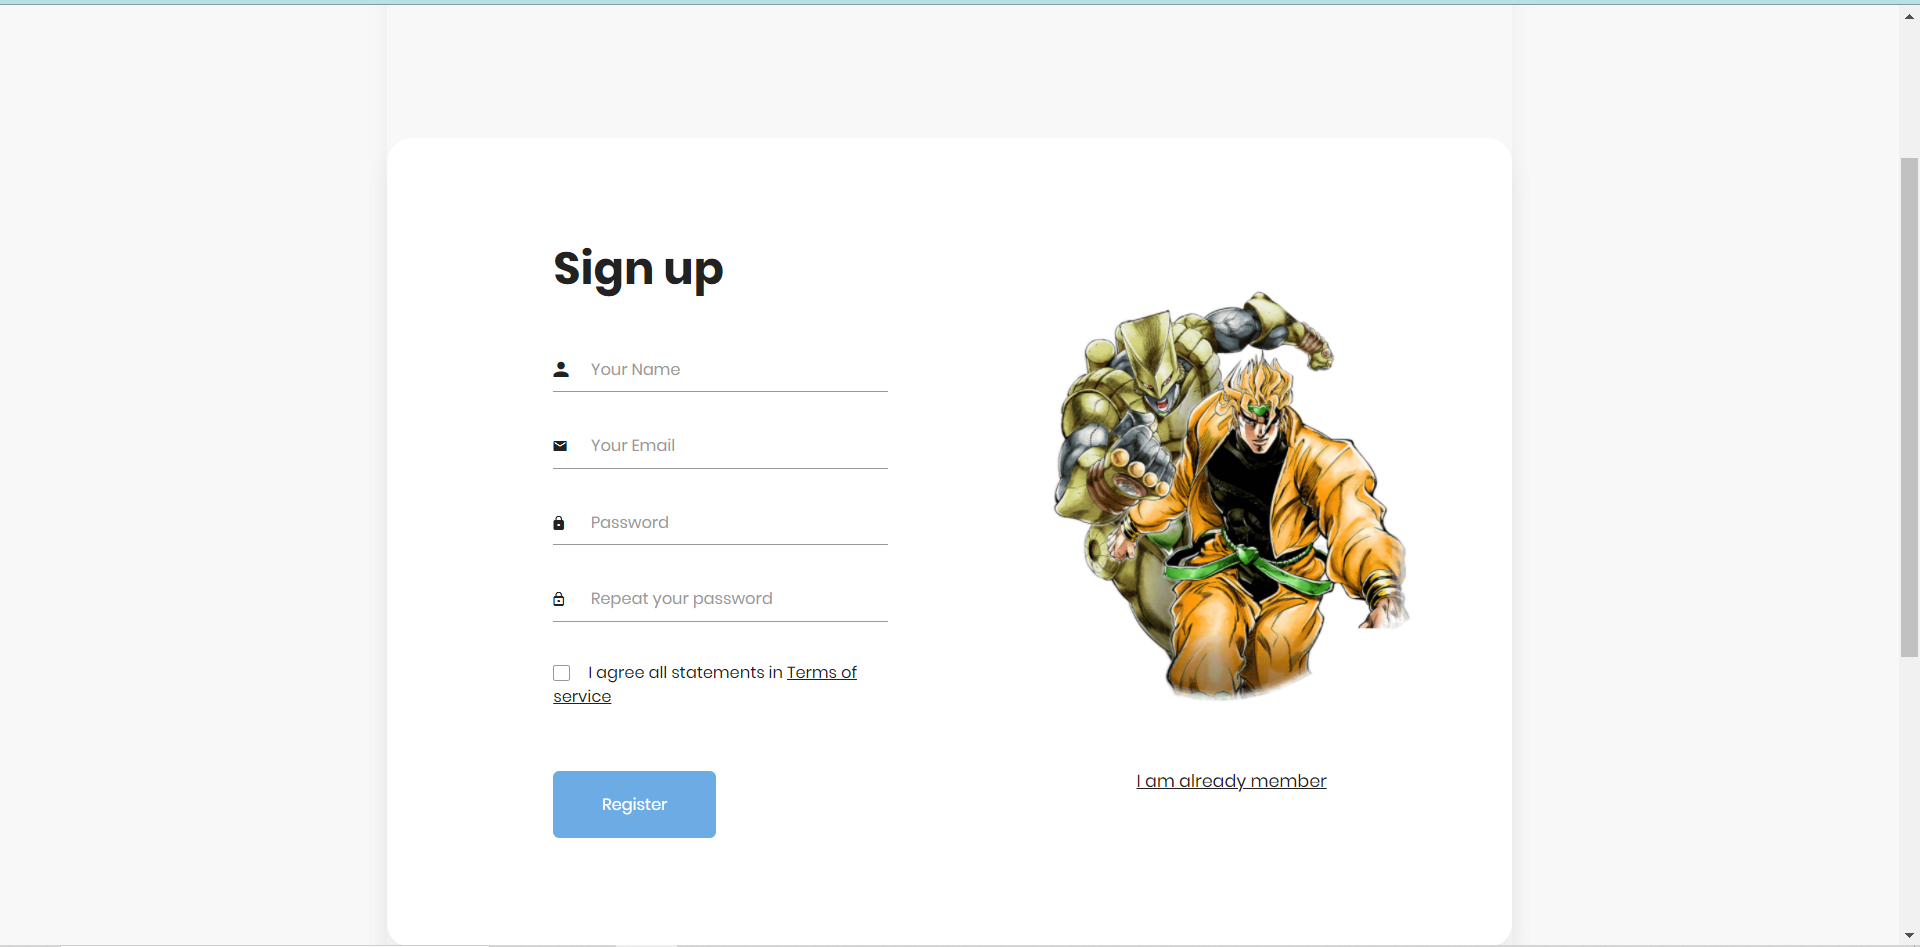 Sign up
Your Name
Your Email
Password
Repeat your password
I agree all statements in Terms of
service
Register
I am already member